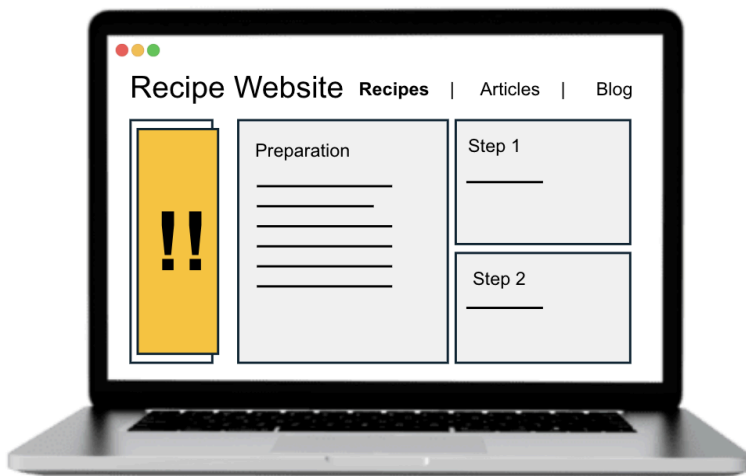 Recipe Website Recipes | Articles | Blog
!!
Preparation
Step 1
Step 2